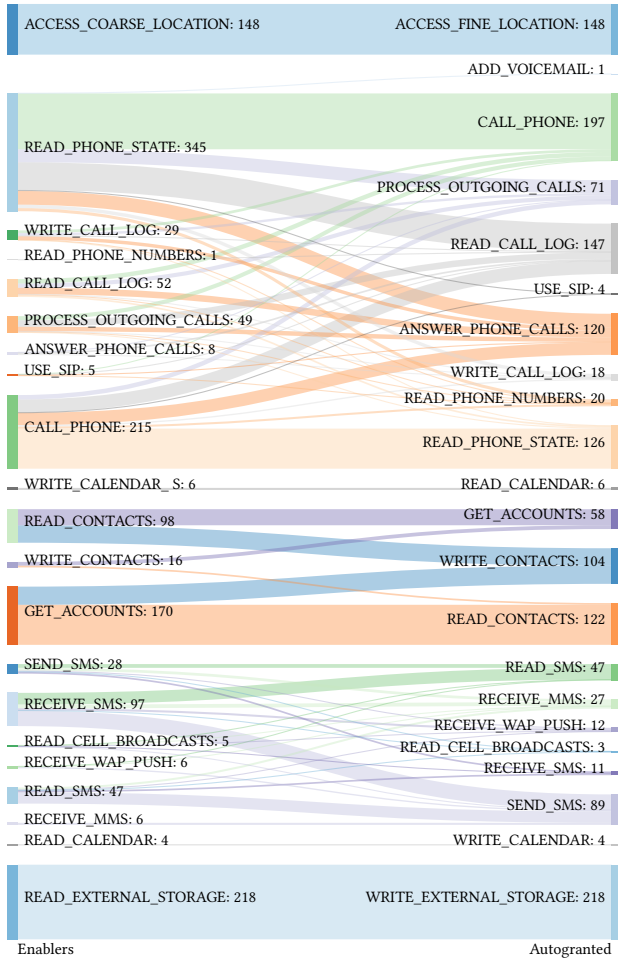 ACCESS_COARSE_LOCATION: 148 ACCESS_FINE_LOCATION: 148
ADD_VOICEMAIL: 1
CALL_PHONE: 197
READ_PHONE_STATE: 345
PROCESS_OUTGOING_CALLS: 71
WRITE_CALL_LOG: 29
READ_CALL_LOG: 147
READ_PHONE_NUMBERS: 1
READ_CALL_LOG: 52
USE_SIP: 4
PROCESS_OUTGOING_CALLS: 49
ANSWER_PHONE_CALLS: 120
ANSWER_PHONE_CALLS: 8
USE_SIP: 5
WRITE_CALL_LOG: 18
READ_PHONE_NUMBERS: 20
CALL_PHONE: 215
READ_PHONE_STATE: 126
WRITE_CALENDAR_ S: 6 READ_CALENDAR: 6
GET_ACCOUNTS: 58
READ_CONTACTS: 98
WRITE_CONTACTS: 16 WRITE_CONTACTS: 104
GET_ACCOUNTS: 170
READ_CONTACTS: 122
SEND_SMS: 28 READ_SMS: 47
RECEIVE_MMS: 27
RECEIVE_SMS: 97
RECEIVE_WAP_PUSH: 12
READ_CELL_BROADCASTS: 5
READ_CELL_BROADCASTS: 3
RECEIVE_WAP_PUSH: 6
RECEIVE_SMS: 11
READ_SMS: 47
SEND_SMS: 89
RECEIVE_MMS: 6
READ_CALENDAR: 4 WRITE_CALENDAR: 4
READ_EXTERNAL_STORAGE: 218 WRITE_EXTERNAL_STORAGE: 218
Enablers Autogranted